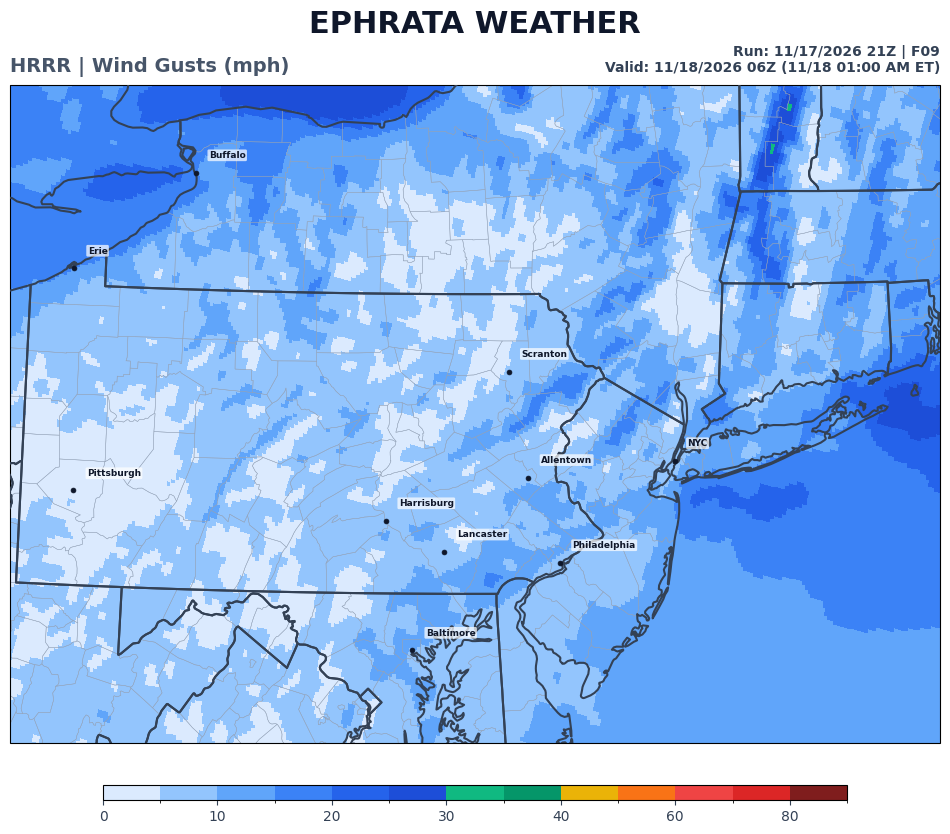 EPHRATA WEATHER
HRRR | Wind Gusts (mph)
Run: 11/17/2026 21Z | F09
Valid: 11/18/2026 06Z (11/18 01:00 AM ET)
Buffalo
Erie
Scranton
NYC
Allentown
Pittsburgh
Harrisburg
Lancaster
Philadelphia
Baltimore
0 10 20 30 40 60 80